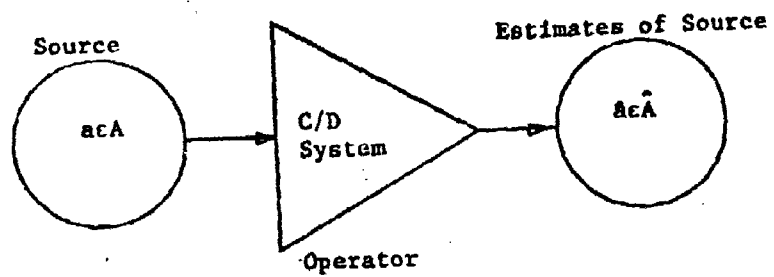 Source
Estimates of Source
aεA
C/D
System
âεÂ
Operator